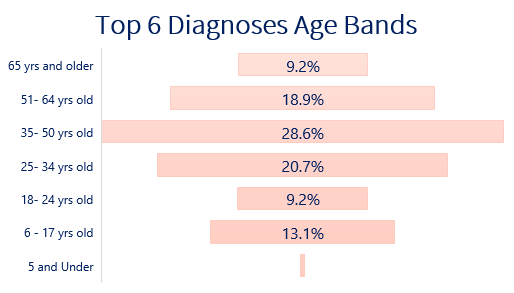 Top 6 Diagnoses Age Bands
65 yrs and older 9.2%
51- 64 yrs old 18.9%
35- 50 yrs old 28.6%
25- 34 yrs old 20.7%
18- 24 yrs old 9.2%
6 - 17 yrs old 13.1%
5 and Under